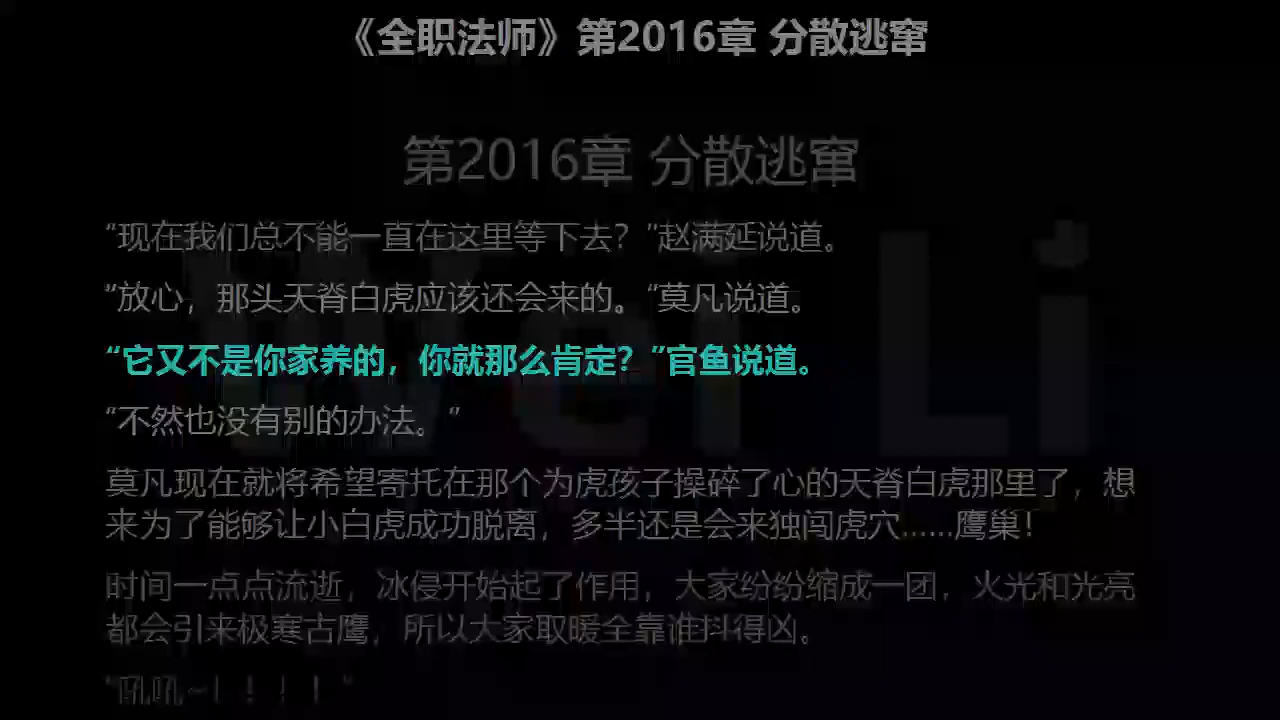 《全职法师》第2016章 分散逃窜
第2016章 分散逃窜
“现在我们总不能一直在这里等下去？”赵满延说道。
“放心，那头天脊白虎应该还会来的。“莫凡说道。
“它又不是你家养的，你就那么肯定？”官鱼说道。
“不然也没有别的办法。”
莫凡现在就将希望寄托在那个为虎孩子操碎了心的天脊白虎那里了，想
来为了能够让小白虎成功脱离，多半还是会来独闯虎穴……鹰巢！
时间一点点流逝，冰侵开始起了作用，大家纷纷缩成一团，火光和光亮
都会引来极寒古鹰，所以大家取暖全靠谁抖得凶。
“吼吼~！！！！”
Wei Li